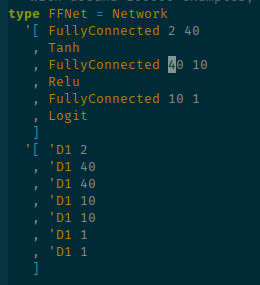 type FFNet = Network
'[ FullyConnected 2 40
, Tanh
, FullyConnected 40 10
, Relu
, FullyConnected 10 1
, Logit
]
'[ 'D1 2
, 'D1 40
, 'D1 40
, 'D1 10
, 'D1 10
, 'D1 1
, 'D1 1
]